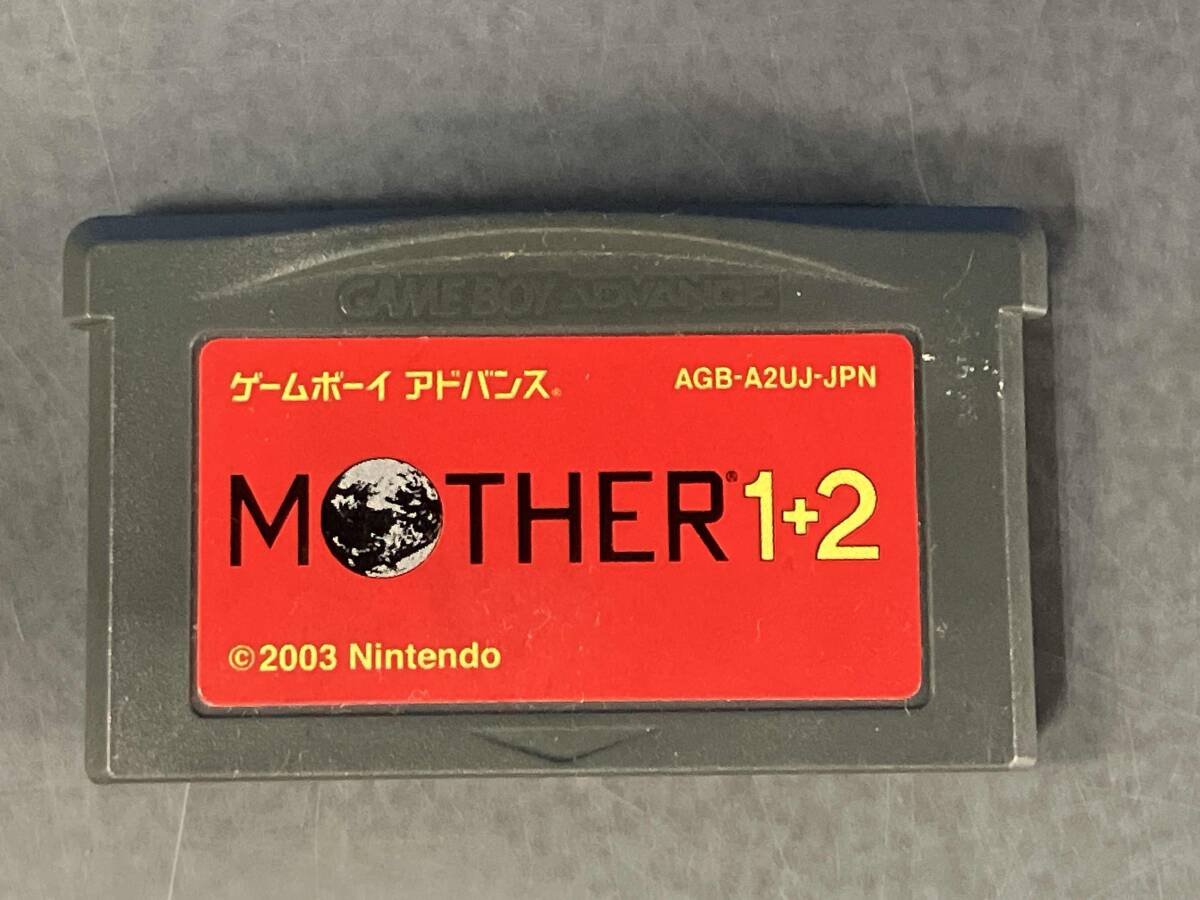 GAME BOY ADVANCE
ゲームボーイ アドバンス® AGB-A2UJ-JPN
MOTHER® 1+2
©2003 Nintendo